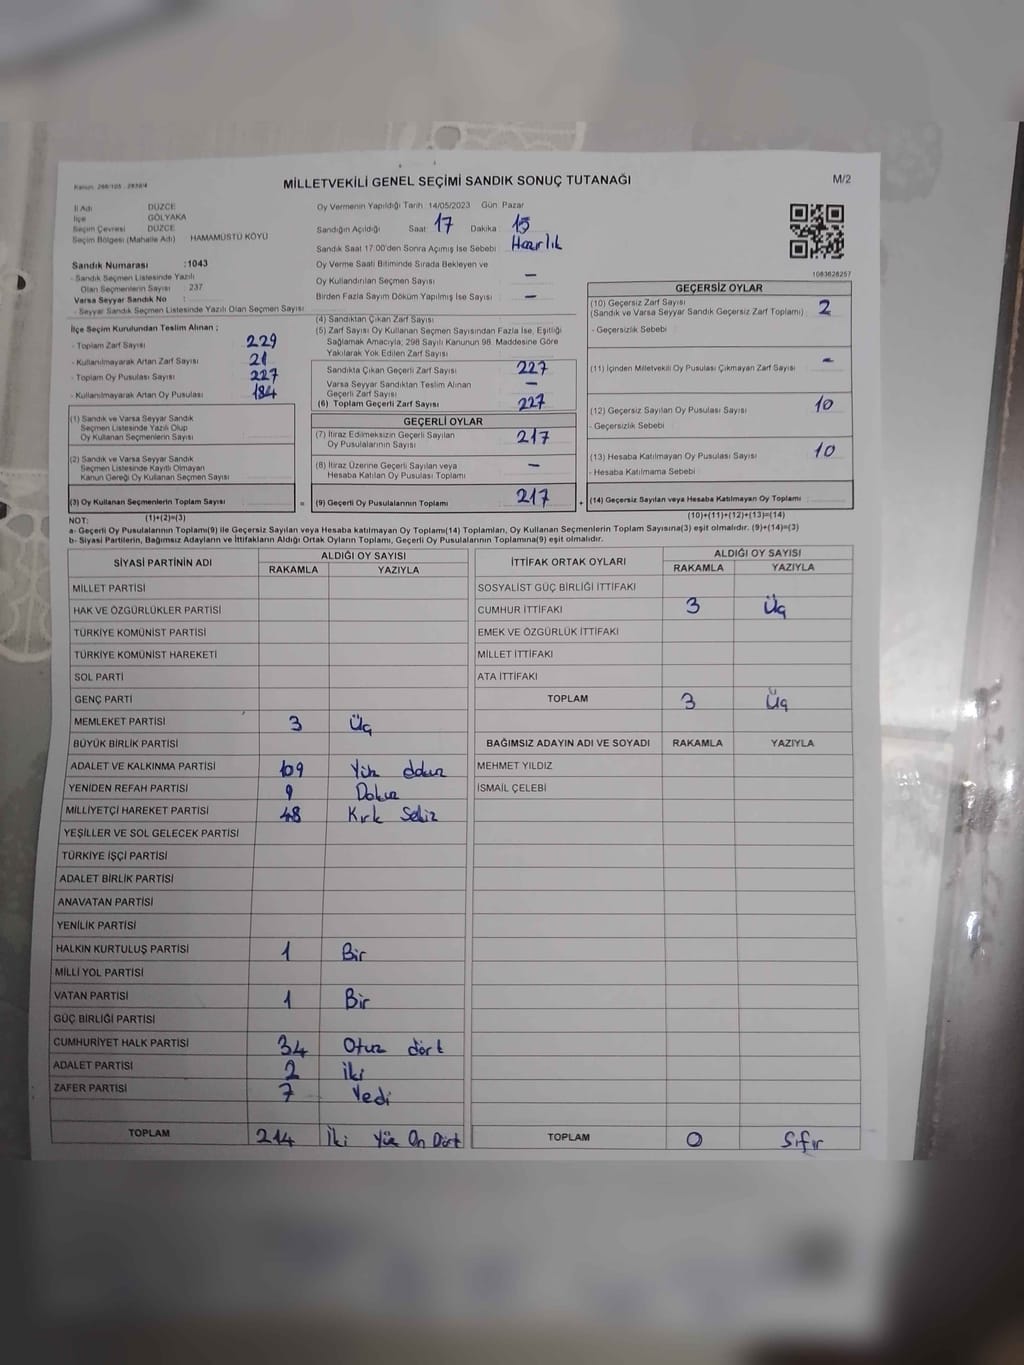 Kanun: 298/105 - 2839/4
MİLLETVEKİLİ GENEL SEÇİMİ SANDIK SONUÇ TUTANAĞI
M/2
İl Adı DÜZCE
İlçe GÖLYAKA
Seçim Çevresi DÜZCE
Seçim Bölgesi (Mahalle Adı) HAMAMÜSTÜ KÖYÜ
Sandık Numarası :1043
- Sandık Seçmen Listesinde Yazılı
Olan Seçmenlerin Sayısı : 237
Varsa Seyyar Sandık No :
- Seyyar Sandık Seçmen Listesinde Yazılı Olan Seçmen Sayısı
İlçe Seçim Kurulundan Teslim Alınan ;
- Toplam Zarf Sayısı 229
- Kullanılmayarak Artan Zarf Sayısı 21
- Toplam Oy Pusulası Sayısı 227
- Kullanılmayarak Artan Oy Pusulası 184
(1) Sandık ve Varsa Seyyar Sandık
Seçmen Listesinde Yazılı Olup
Oy Kullanan Seçmenlerin Sayısı
(2) Sandık ve Varsa Seyyar Sandık
Seçmen Listesinde Kayıtlı Olmayan
Kanun Gereği Oy Kullanan Seçmen Sayısı
(3) Oy Kullanan Seçmenlerin Toplam Sayısı
(1)+(2)=(3)
Oy Vermenin Yapıldığı Tarih :14/05/2023 Gün: Pazar
Sandığın Açıldığı Saat 17 Dakika : 15
Sandık Saat 17:00'den Sonra Açımış İse Sebebi : Hazırlık
Oy Verme Saati Bitiminde Sırada Bekleyen ve
Oy Kullandırılan Seçmen Sayısı : —
Birden Fazla Sayım Döküm Yapılmış İse Sayısı : —
(4) Sandıktan Çıkan Zarf Sayısı
(5) Zarf Sayısı Oy Kullanan Seçmen Sayısından Fazla İse, Eşitliği
Sağlamak Amacıyla; 298 Sayılı Kanunun 98. Maddesine Göre
Yakılarak Yok Edilen Zarf Sayısı
Sandıkta Çıkan Geçerli Zarf Sayısı 227
Varsa Seyyar Sandıktan Teslim Alınan
Geçerli Zarf Sayısı —
(6) Toplam Geçerli Zarf Sayısı 227
GEÇERLİ OYLAR
(7) İtiraz Edimeksizin Geçerli Sayılan
Oy Pusulalarının Sayısı 217
(8) İtiraz Üzerine Geçerli Sayılan veya
Hesaba Katılan Oy Pusulası Toplamı —
= (9) Geçerli Oy Pusulalarının Toplamı 217
1083628257
GEÇERSİZ OYLAR
(10) Geçersiz Zarf Sayısı
(Sandık ve Varsa Seyyar Sandık Geçersiz Zarf Toplamı) 2
- Geçersizlik Sebebi :
(11) İçinden Milletvekili Oy Pusulası Çıkmayan Zarf Sayısı -
(12) Geçersiz Sayılan Oy Pusulası Sayısı 10
- Geçersizlik Sebebi :
(13) Hesaba Katılmayan Oy Pusulası Sayısı 10
- Hesaba Katılmama Sebebi :
+ (14) Geçersiz Sayılan veya Hesaba Katılmayan Oy Toplamı
(10)+(11)+(12)+(13)=(14)
NOT:
a- Geçerli Oy Pusulalarının Toplamı(9) ile Geçersiz Sayılan veya Hesaba katılmayan Oy Toplamı(14) Toplamları, Oy Kullanan Seçmenlerin Toplam Sayısına(3) eşit olmalıdır. (9)+(14)=(3)
b- Siyasi Partilerin, Bağımsız Adayların ve İttifakların Aldığı Ortak Oyların Toplamı, Geçerli Oy Pusulalarının Toplamına(9) eşit olmalıdır.
SİYASİ PARTİNİN ADI ALDIĞI OY SAYISI
RAKAMLA YAZIYLA
MİLLET PARTİSİ
HAK VE ÖZGÜRLÜKLER PARTİSİ
TÜRKİYE KOMÜNİST PARTİSİ
TÜRKİYE KOMÜNİST HAREKETİ
SOL PARTİ
GENÇ PARTİ
MEMLEKET PARTİSİ 3 Üç
BÜYÜK BİRLİK PARTİSİ
ADALET VE KALKINMA PARTİSİ 109 Yüz
YENİDEN REFAH PARTİSİ 9
MİLLİYETÇİ HAREKET PARTİSİ 48 Kırk Sekiz
YEŞİLLER VE SOL GELECEK PARTİSİ
TÜRKİYE İŞÇİ PARTİSİ
ADALET BİRLİK PARTİSİ
ANAVATAN PARTİSİ
YENİLİK PARTİSİ
HALKIN KURTULUŞ PARTİSİ 1 Bir
MİLLİ YOL PARTİSİ
VATAN PARTİSİ 1 Bir
GÜÇ BİRLİĞİ PARTİSİ
CUMHURİYET HALK PARTİSİ 34 Otuz dört
ADALET PARTİSİ 2 İki
ZAFER PARTİSİ 7 Yedi
TOPLAM 214 İki Yüz On Dört
İTTİFAK ORTAK OYLARI ALDIĞI OY SAYISI
RAKAMLA YAZIYLA
SOSYALİST GÜÇ BİRLİĞİ İTTİFAKI
CUMHUR İTTİFAKI 3 Üç
EMEK VE ÖZGÜRLÜK İTTİFAKI
MİLLET İTTİFAKI
ATA İTTİFAKI
TOPLAM 3 Üç
BAĞIMSIZ ADAYIN ADI VE SOYADI RAKAMLA YAZIYLA
MEHMET YILDIZ
İSMAİL ÇELEBİ
TOPLAM 0 Sıfır